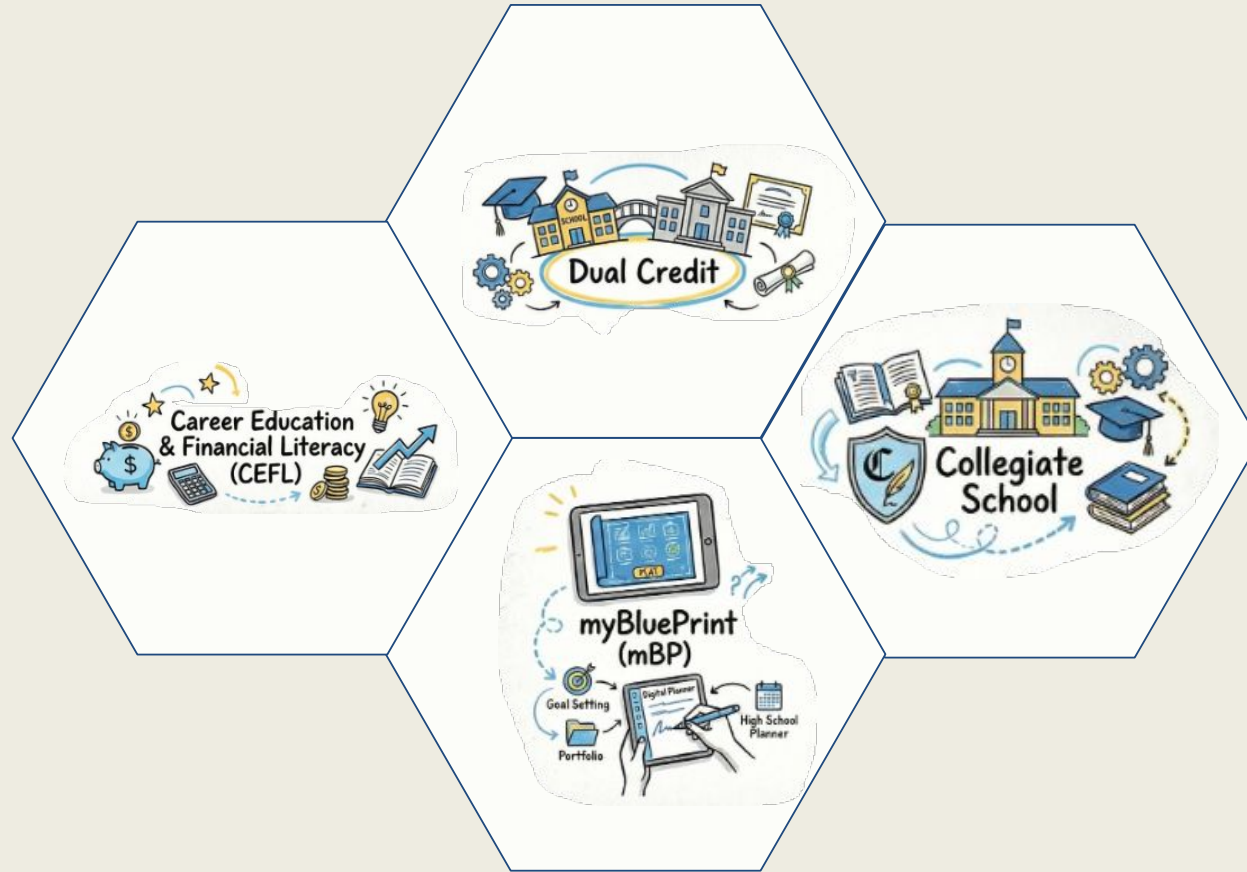 SCHOOL
Dual Credit
Career Education
& Financial Literacy
(CEFL)
$
$
$
C
Collegiate
School
PLAY
myBluePrint
(mBP)
Goal Setting
Portfolio
Digital Planner
High School
Planner